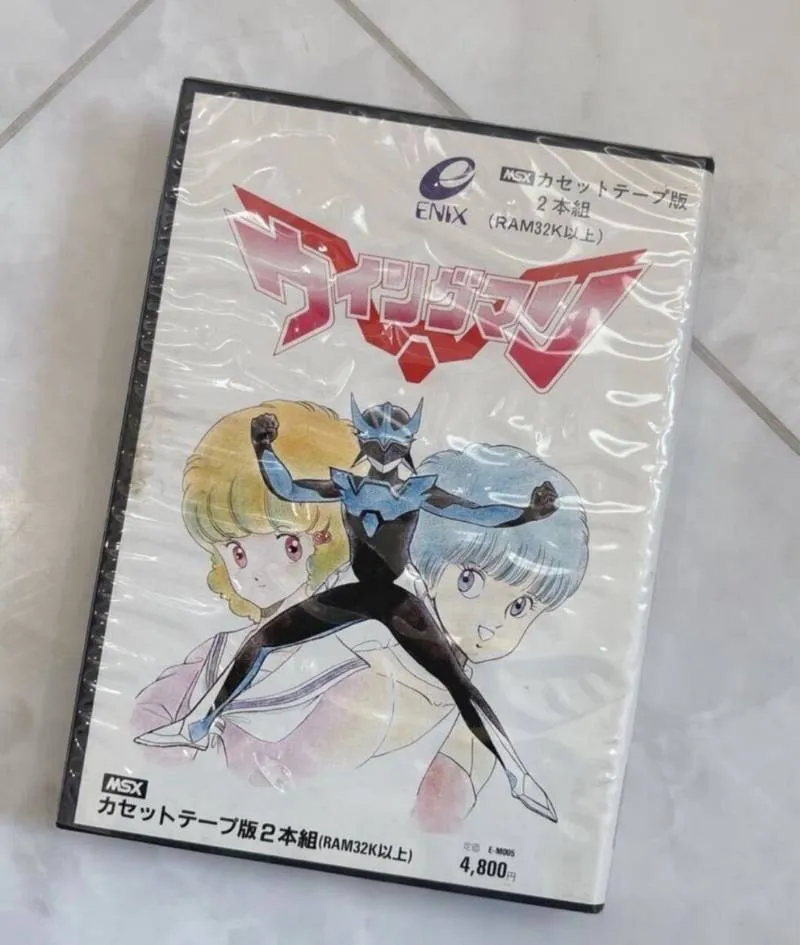 ENIX
MSX カセットテープ版
2本組
(RAM32K以上)
ウイングマン
MSX
カセットテープ版2本組(RAM32K以上)
定価 E-M005
4,800円